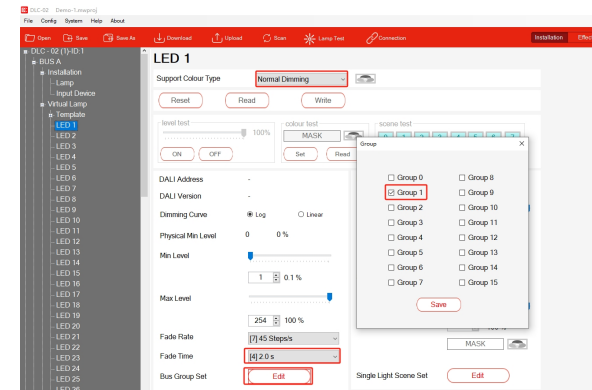 DLC-02 Demo-1.maproj
File Config System Help About
Open Save Save As Download Upload Scan Lamp Test Connection Installation Effect
DLC - 02 (1)-ID:1
BUS A
Installation
Lamp
Input Device
Virtual Lamp
Template
LED 1
LED 2
LED 3
LED 4
LED 5
LED 6
LED 7
LED 8
LED 9
LED 10
LED 11
LED 12
LED 13
LED 14
LED 15
LED 16
LED 17
LED 18
LED 19
LED 20
LED 21
LED 22
LED 23
LED 24
LED 25
LED 26
LED 1
Support Colour Type Normal Dimming
Reset Read Write
level test colour test scene test
100% MASK
ON OFF Set Read
DALI Address -
DALI Version -
Dimming Curve Log Linear
Physical Min Level 0 0 %
Min Level
1 0.1 %
Max Level
254 100 %
Fade Rate [7] 45 Steps/s
Fade Time [4] 2.0 s
Bus Group Set Edit
Group
Group 0 Group 8
Group 1 Group 9
Group 2 Group 10
Group 3 Group 11
Group 4 Group 12
Group 5 Group 13
Group 6 Group 14
Group 7 Group 15
Save
MASK
Single Light Scene Set Edit